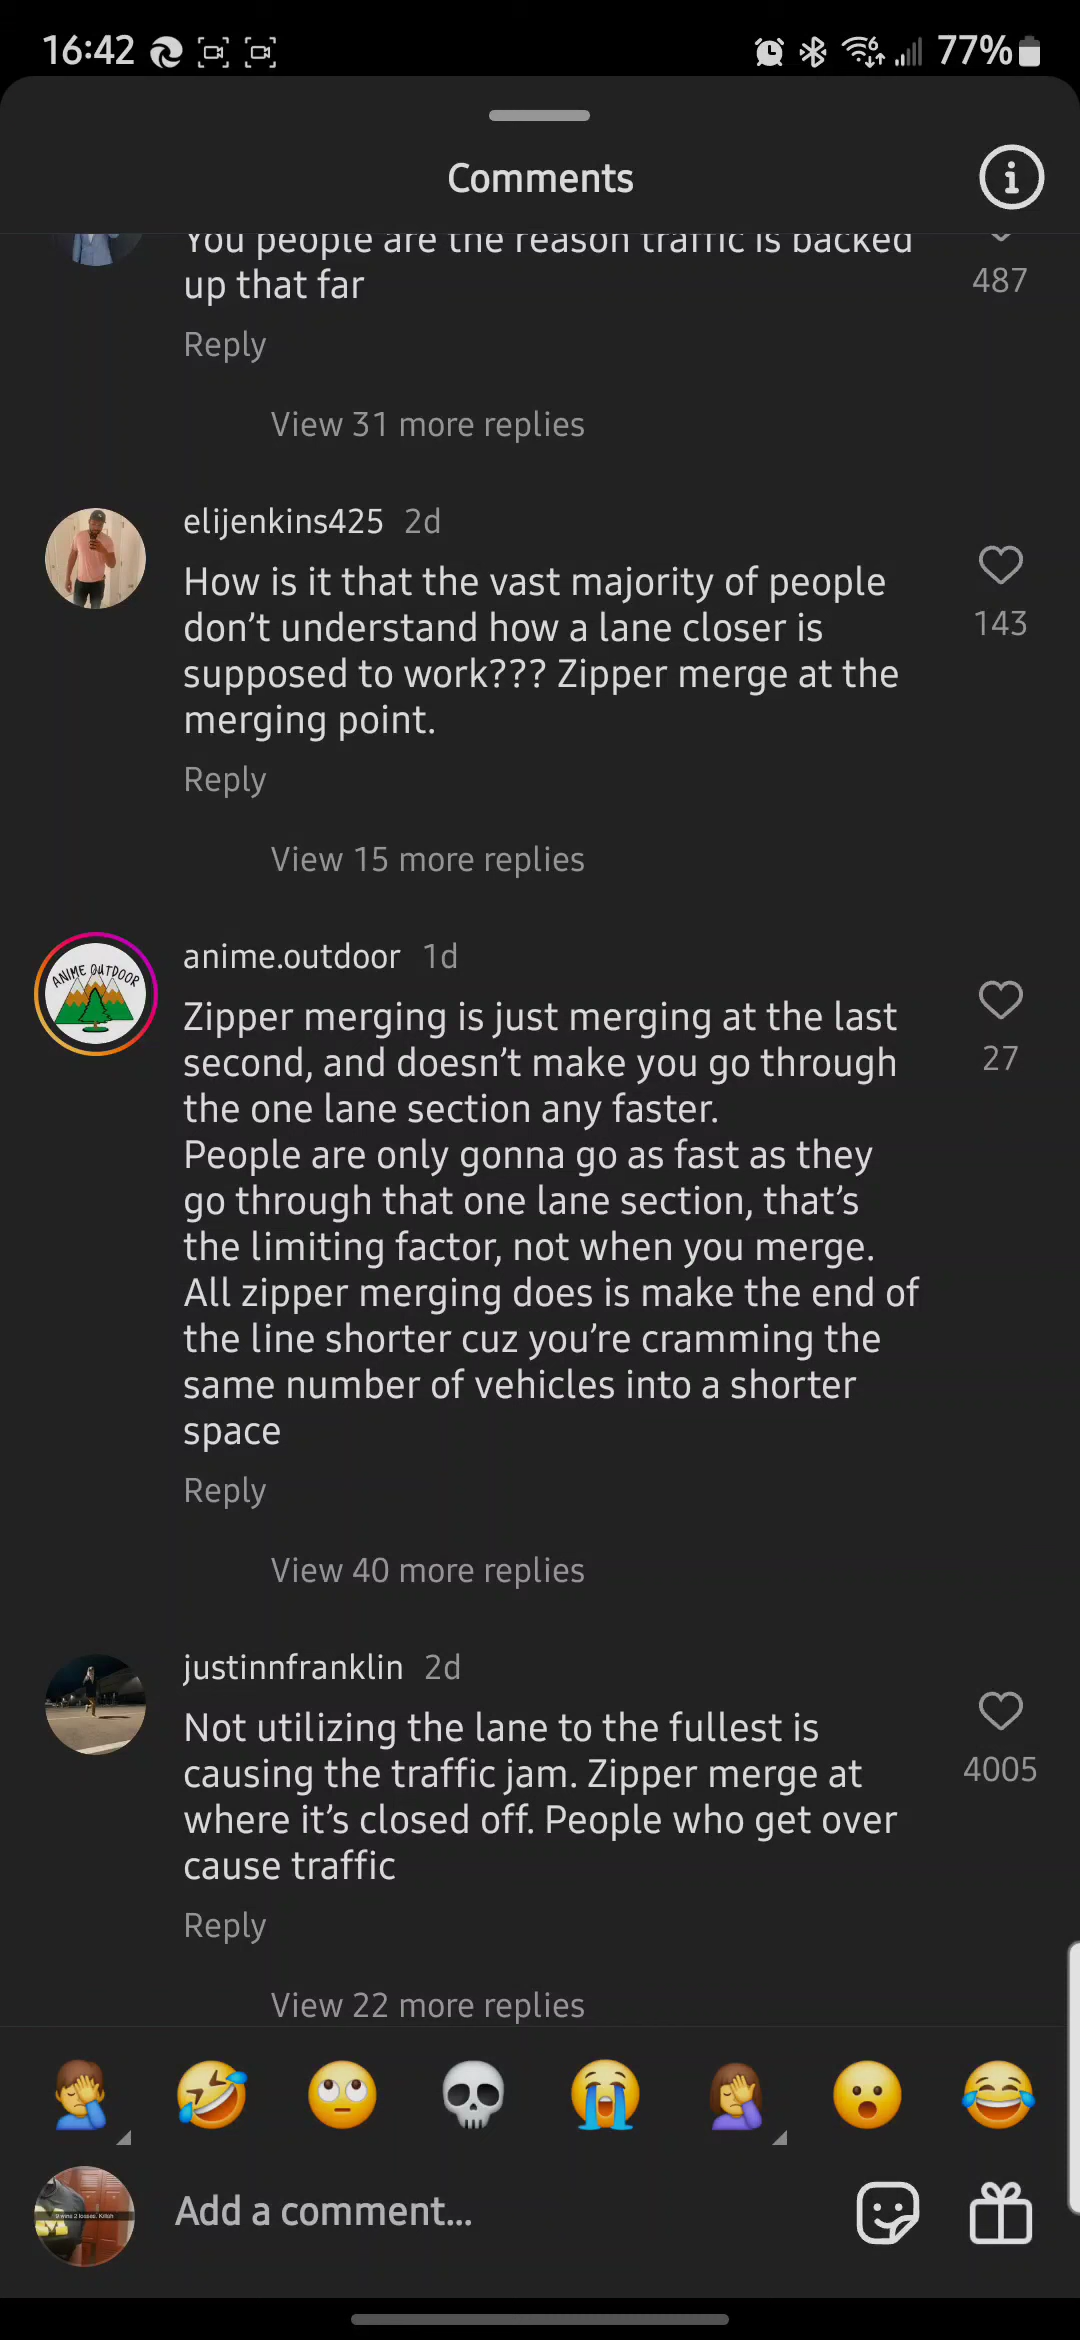 16:42
6
77%
Comments
You people are the reason traffic is backed
up that far
487
Reply
View 31 more replies
elijenkins425 2d
How is it that the vast majority of people
don't understand how a lane closer is
supposed to work??? Zipper merge at the
merging point.
143
Reply
View 15 more replies
ANIME OUTDOOR
anime.outdoor 1d
Zipper merging is just merging at the last
second, and doesn't make you go through
the one lane section any faster.
People are only gonna go as fast as they
go through that one lane section, that's
the limiting factor, not when you merge.
All zipper merging does is make the end of
the line shorter cuz you're cramming the
same number of vehicles into a shorter
space
27
Reply
View 40 more replies
justinnfranklin 2d
Not utilizing the lane to the fullest is
causing the traffic jam. Zipper merge at
where it's closed off. People who get over
cause traffic
4005
Reply
View 22 more replies
Add a comment...